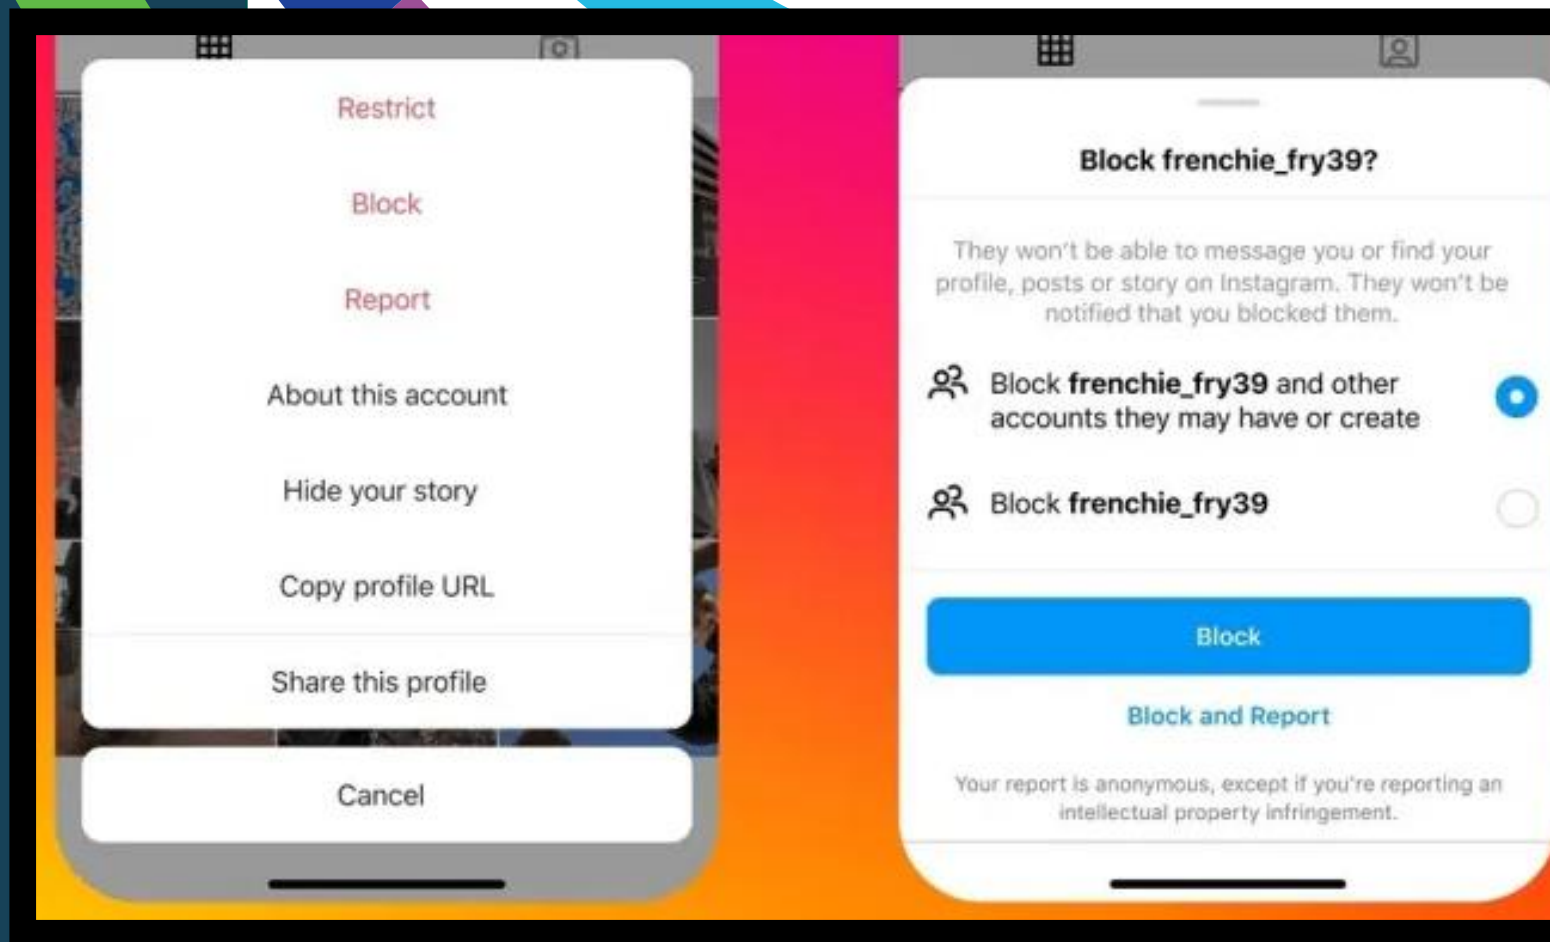 Restrict
Block
Report
About this account
Hide your story
Copy profile URL
Share this profile
Cancel
Block frenchie_fry39?
They won't be able to message you or find your
profile, posts or story on Instagram. They won't be
notified that you blocked them.
Block frenchie_fry39 and other
accounts they may have or create
Block frenchie_fry39
Block
Block and Report
Your report is anonymous, except if you're reporting an
intellectual property infringement.